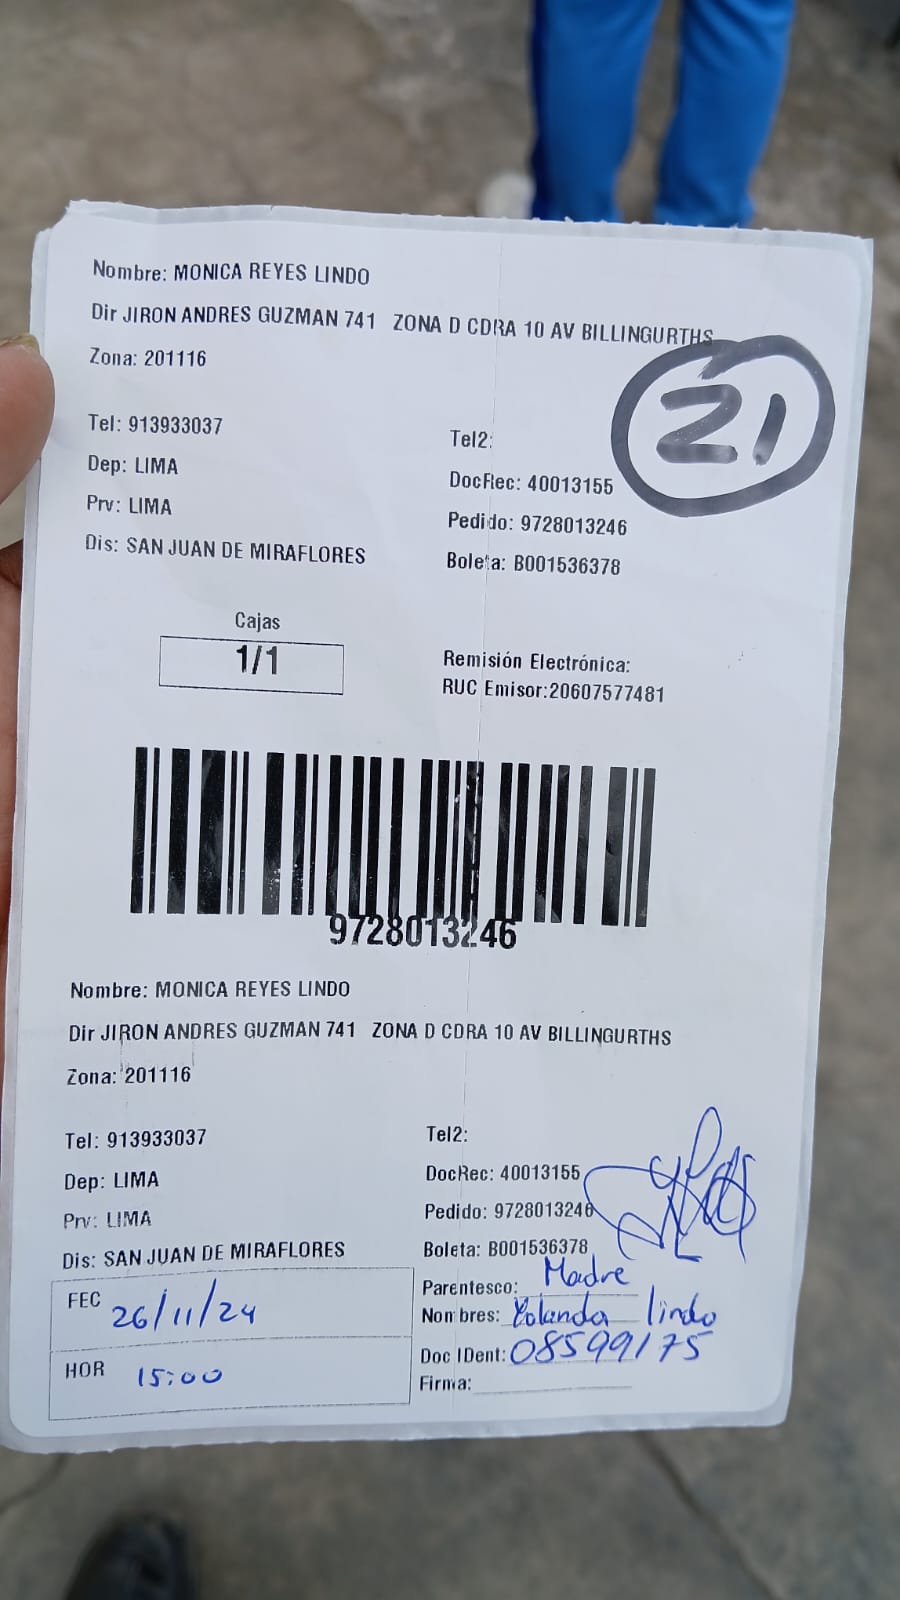 Nombre: MONICA REYES LINDO
Dir JIRON ANDRES GUZMAN 741 ZONA D CDRA 10 AV BILLINGURTHS
Zona: 201116
Z1
Tel: 913933037
Tel2:
Dep: LIMA
DocRec: 40013155
Prv: LIMA
Pedido: 9728013246
Dis: SAN JUAN DE MIRAFLORES
Boleta: B001536378
Cajas
1/1
Remisión Electrónica:
RUC Emisor:20607577481
9728013246
Nombre: MONICA REYES LINDO
Dir JIRON ANDRES GUZMAN 741 ZONA D CDRA 10 AV BILLINGURTHS
Zona: 201116
Tel: 913933037
Tel2:
Dep: LIMA
DocRec: 40013155
Prv: LIMA
Pedido: 9728013246
Dis: SAN JUAN DE MIRAFLORES
Boleta: B001536378
FEC 26/11/24
Parentesco: Madre
Nombres: Yolanda lindo
HOR 15:00
Doc IDent: 08599175
Firma: